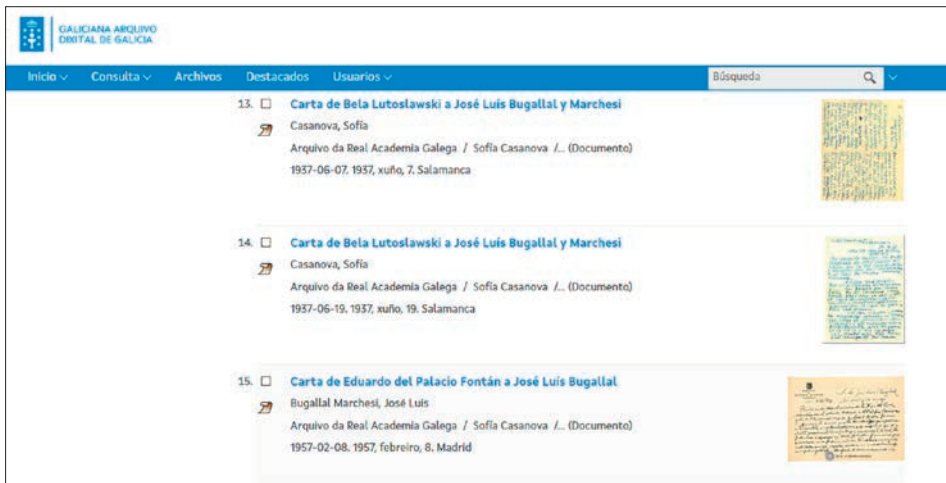 GALICIANA ARQUIVO
DIXITAL DE GALICIA
Inicio Consulta Archivos Destacados Usuarios Búsqueda
13. Carta de Bela Lutoslawski a José Luís Bugallal y Marchesi
Casanova, Sofía
Arquivo da Real Academia Galega / Sofía Casanova /... (Documento)
1937-06-07. 1937, xuño, 7. Salamanca
14. Carta de Bela Lutoslawski a José Luís Bugallal y Marchesi
Casanova, Sofía
Arquivo da Real Academia Galega / Sofía Casanova /... (Documento)
1937-06-19. 1937, xuño, 19. Salamanca
15. Carta de Eduardo del Palacio Fontán a José Luís Bugallal
Bugallal Marchesi, José Luis
Arquivo da Real Academia Galega / Sofía Casanova /... (Documento)
1957-02-08. 1957, febreiro, 8. Madrid